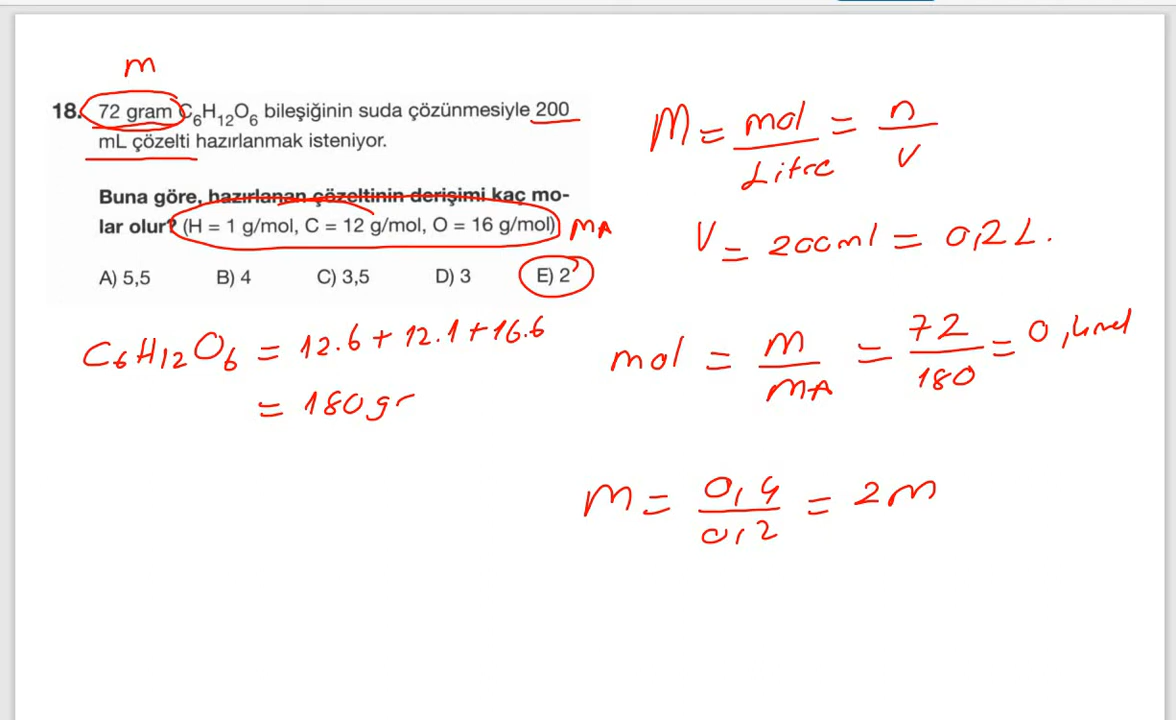 m
18. 72 gram C₆H₁₂O₆ bileşiğinin suda çözünmesiyle 200
mL çözelti hazırlanmak isteniyor.
Buna göre, hazırlanan çözeltinin derişimi kaç mo-
lar olur? (H = 1 g/mol, C = 12 g/mol, O = 16 g/mol) MA
A) 5,5 B) 4 C) 3,5 D) 3 E) 2
C6H12O6 = 12.6 + 12.1 + 16.6
= 180gr
M = mol / Litre = n / V
V = 200ml = 0,2L.
mol = m / MA = 72 / 180 = 0,4mol
M = 0,4 / 0,2 = 2m